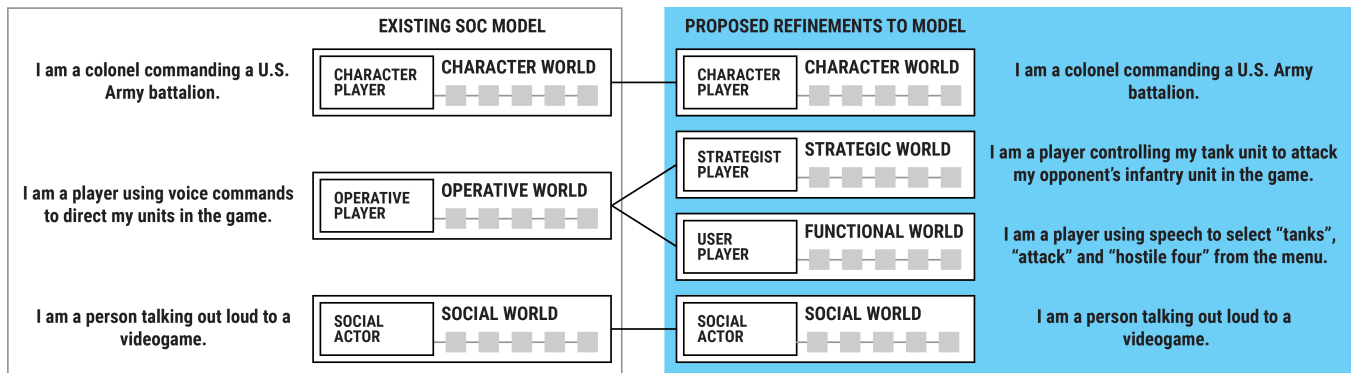 EXISTING SOC MODEL
I am a colonel commanding a U.S.
Army battalion.
CHARACTER
PLAYER
CHARACTER WORLD
I am a player using voice commands
to direct my units in the game.
OPERATIVE
PLAYER
OPERATIVE WORLD
I am a person talking out loud to a
videogame.
SOCIAL
ACTOR
SOCIAL WORLD
PROPOSED REFINEMENTS TO MODEL
CHARACTER
PLAYER
CHARACTER WORLD
I am a colonel commanding a U.S. Army
battalion.
STRATEGIST
PLAYER
STRATEGIC WORLD
I am a player controlling my tank unit to attack
my opponent’s infantry unit in the game.
USER
PLAYER
FUNCTIONAL WORLD
I am a player using speech to select “tanks”,
“attack” and “hostile four” from the menu.
SOCIAL
ACTOR
SOCIAL WORLD
I am a person talking out loud to a
videogame.